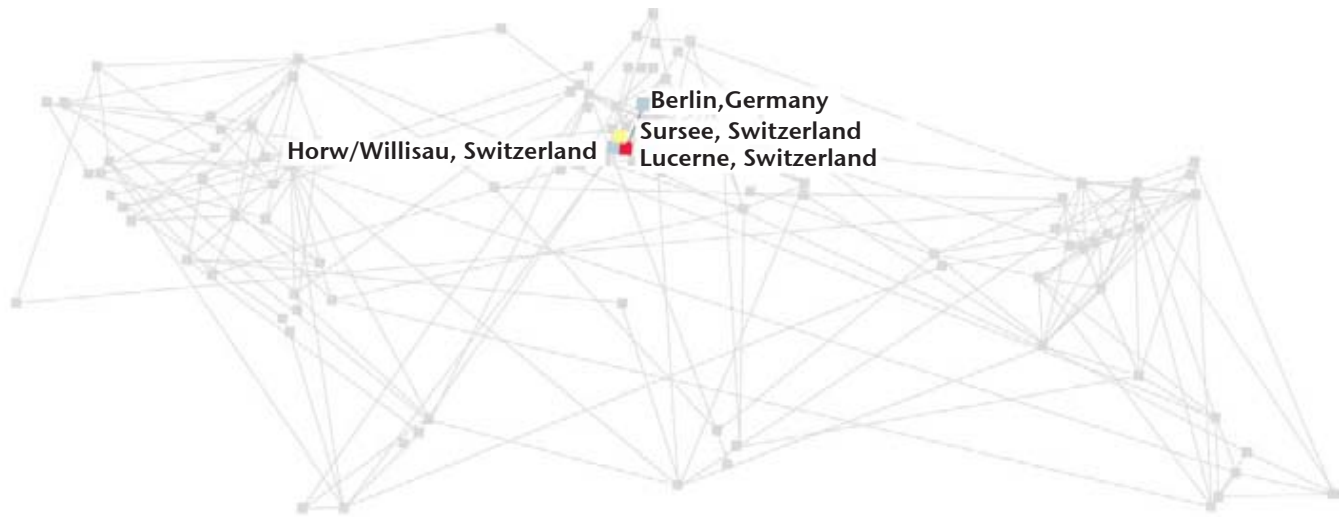 Berlin,Germany
Sursee, Switzerland
Horw/Willisau, Switzerland
Lucerne, Switzerland